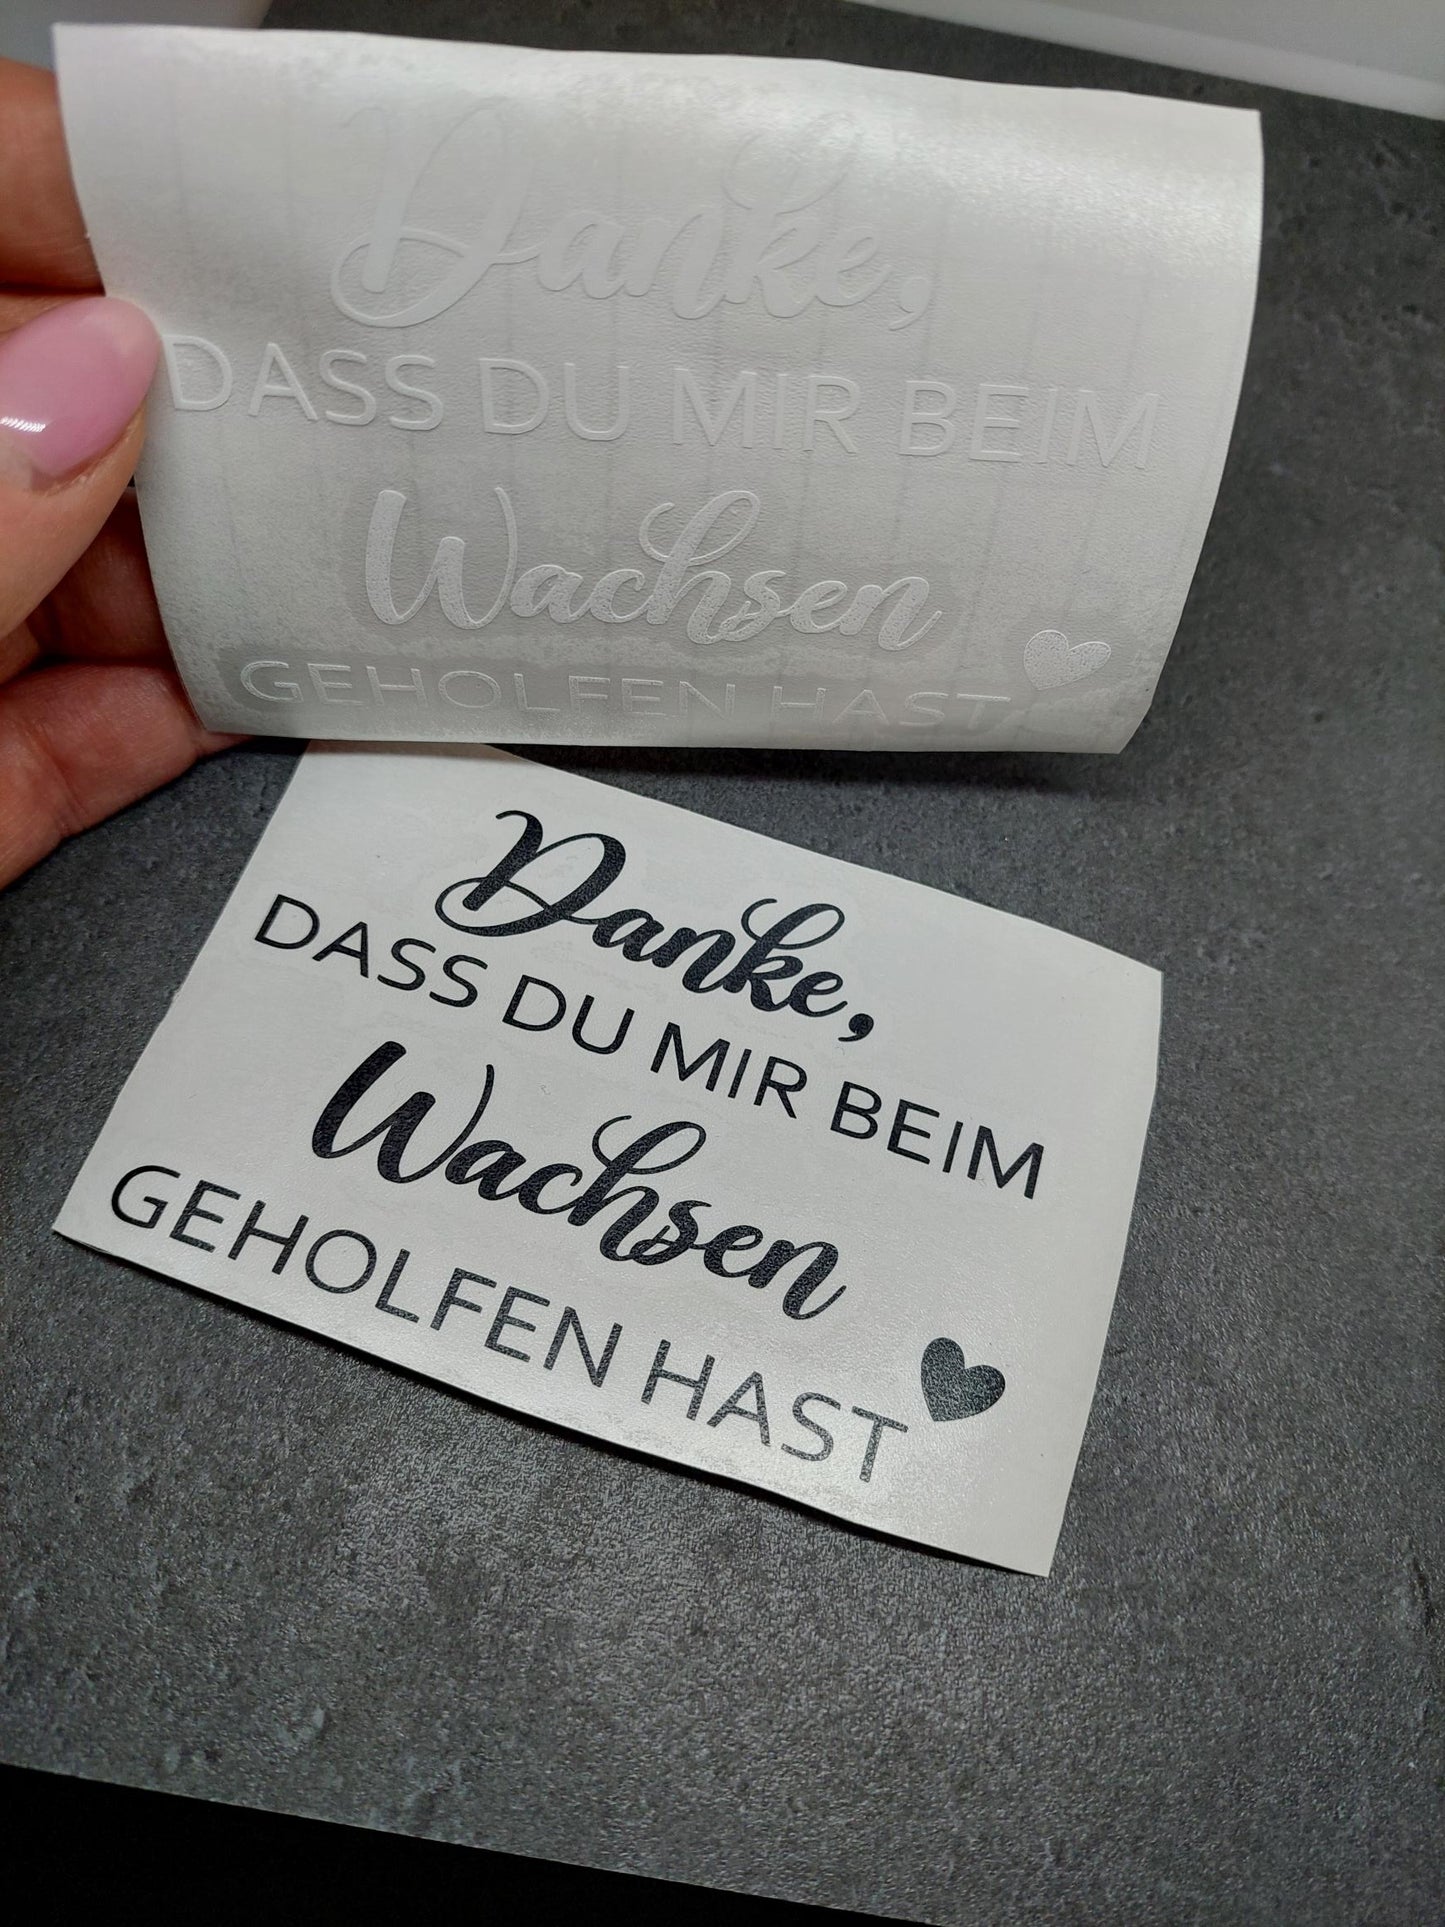 Danke,
DASS DU MIR BEIM
Wachsen
GEHOLFEN HAST
Danke,
DASS DU MIR BEIM
Wachsen
GEHOLFEN HAST